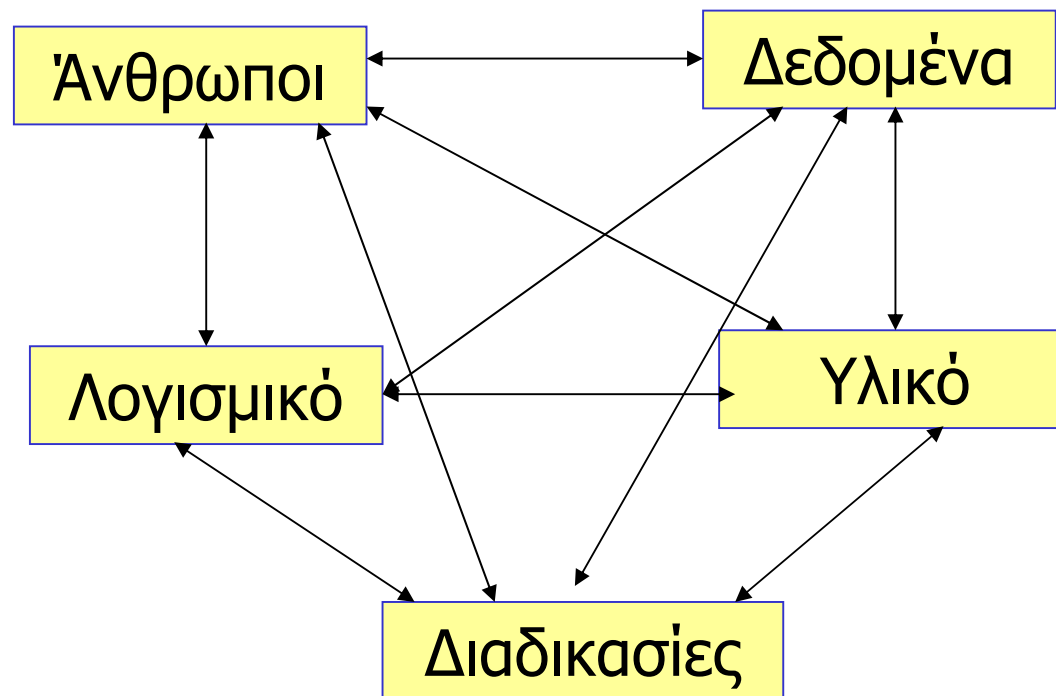 Άνθρωποι
Δεδομένα
Λογισμικό
Υλικό
Διαδικασίες